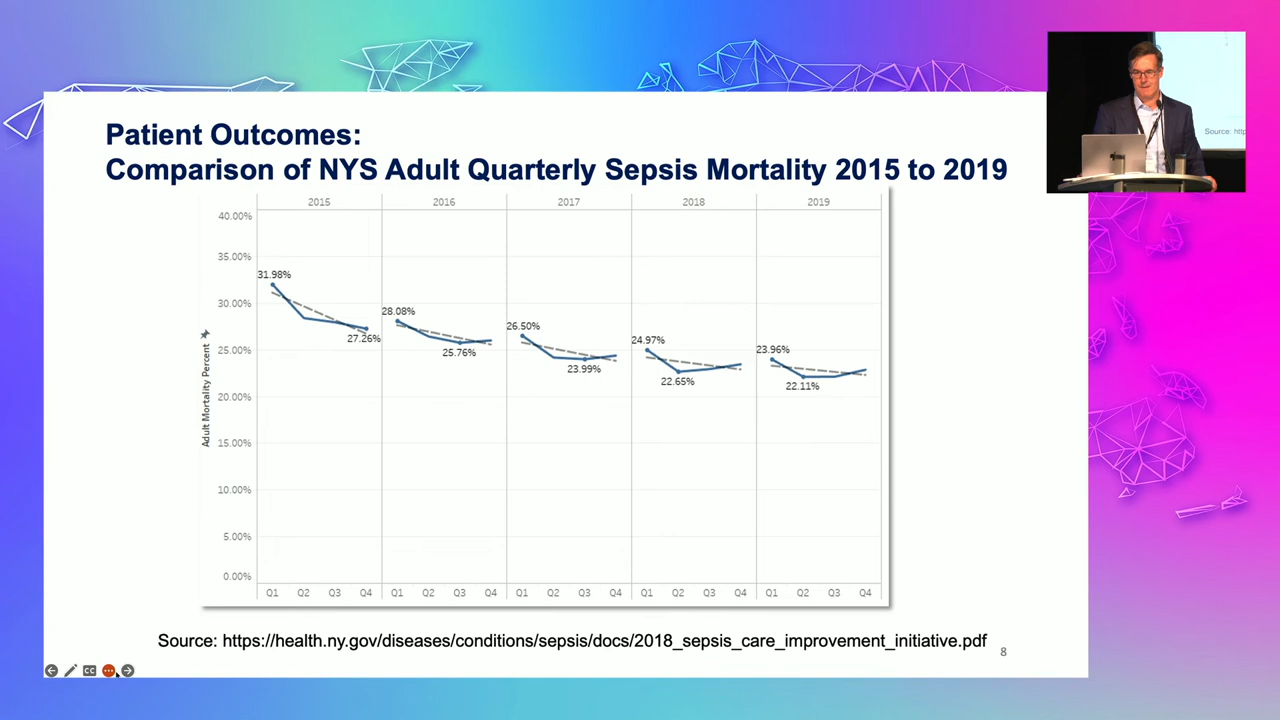 Patient Outcomes:
Comparison of NYS Adult Quarterly Sepsis Mortality 2015 to 2019
2015 2016 2017 2018 2019
40.00%
35.00%
30.00%
25.00%
20.00%
15.00%
10.00%
5.00%
0.00%
Adult Mortality Percent
31.98%
27.26%
28.08%
25.76%
26.50%
23.99%
24.97%
22.65%
23.96%
22.11%
Q1 Q2 Q3 Q4 Q1 Q2 Q3 Q4 Q1 Q2 Q3 Q4 Q1 Q2 Q3 Q4 Q1 Q2 Q3 Q4
Source: https://health.ny.gov/diseases/conditions/sepsis/docs/2018_sepsis_care_improvement_initiative.pdf
8
CC
Source: http